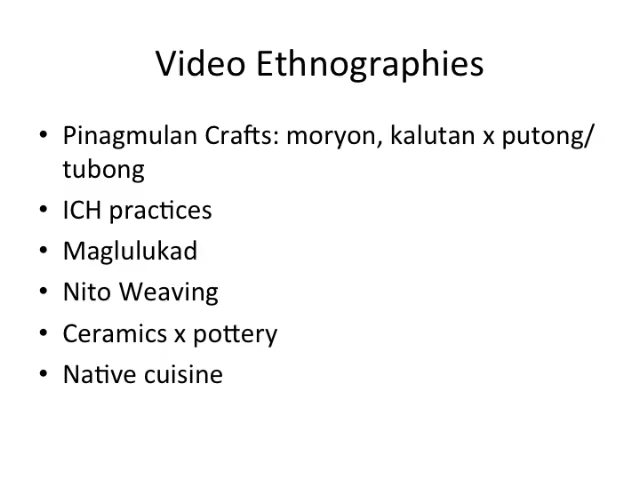 Video Ethnographies
• Pinagmulan Crafts: moryon, kalutan x putong/
tubong
• ICH practices
• Maglulukad
• Nito Weaving
• Ceramics x pottery
• Native cuisine